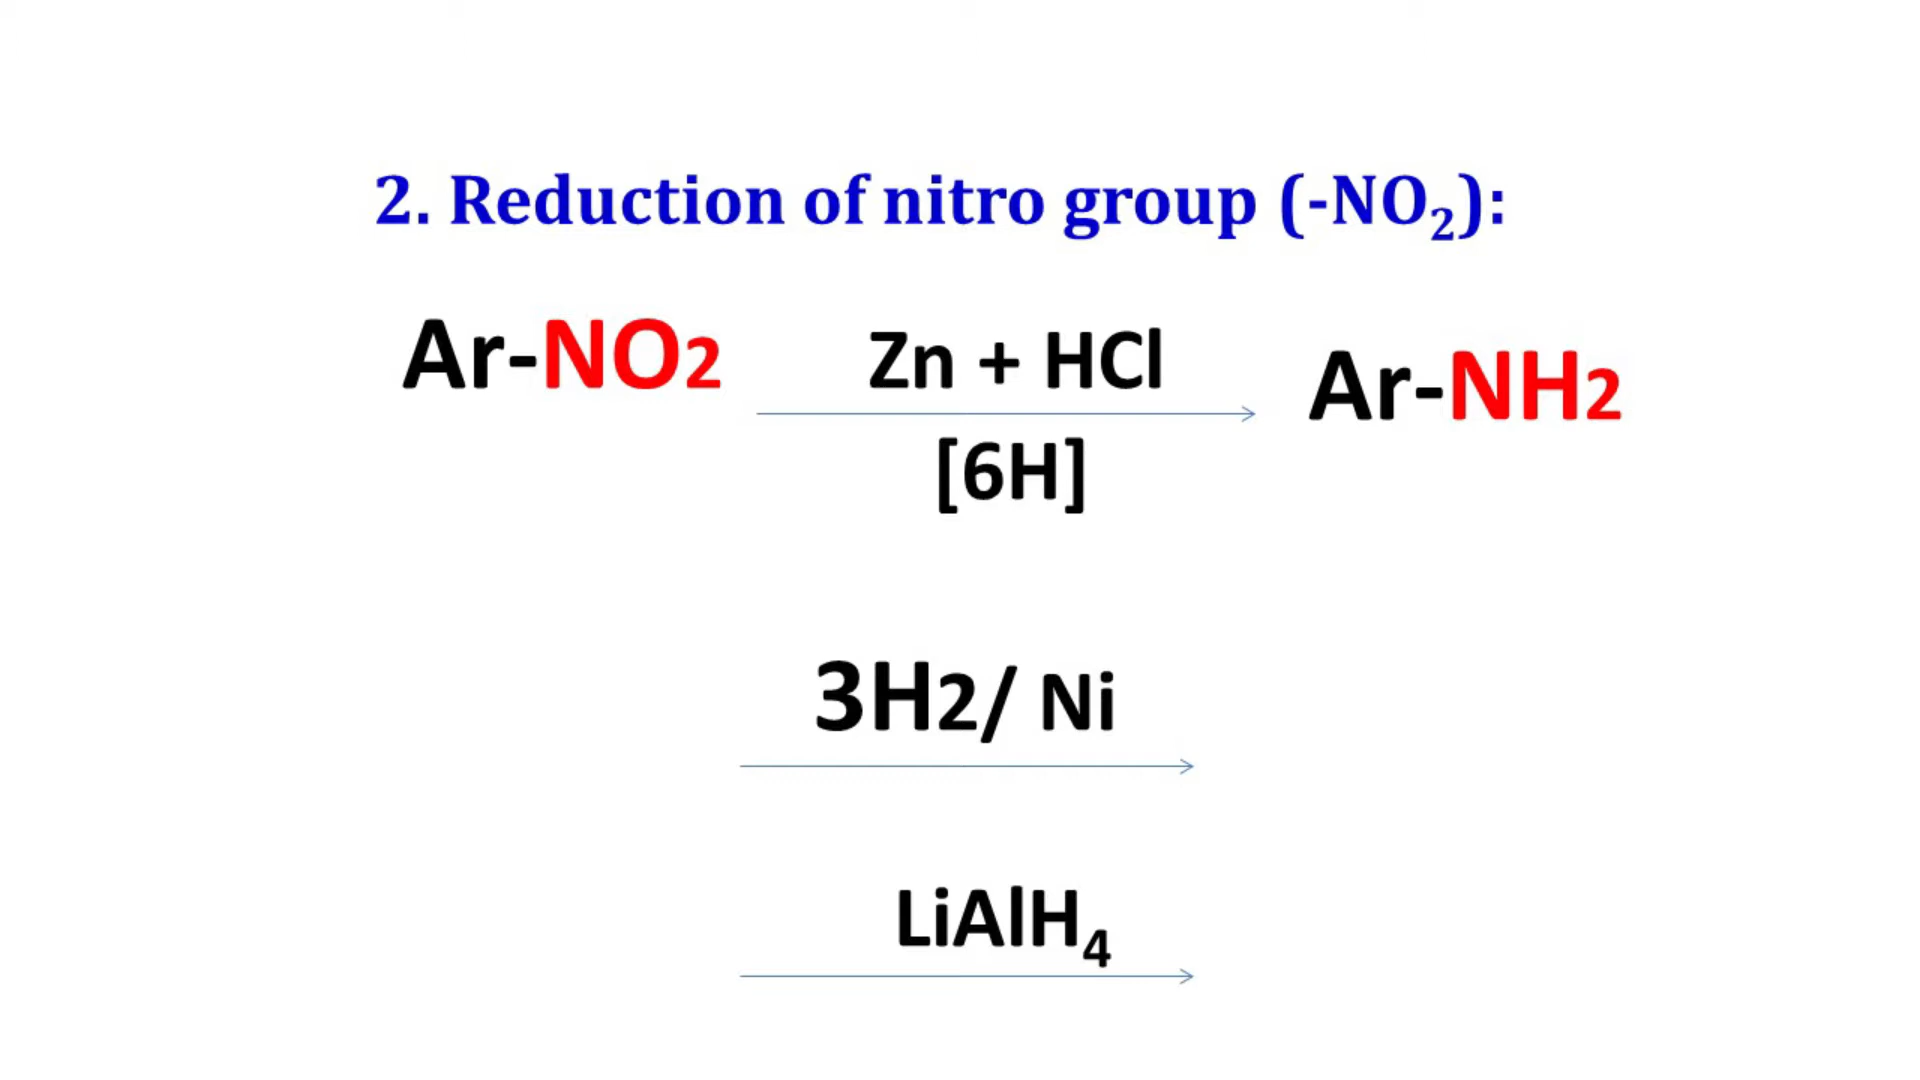 2. Reduction of nitro group (-NO₂):
Ar-NO2 Zn + HCl Ar-NH2
[6H]
3H2/ Ni
LiAlH₄